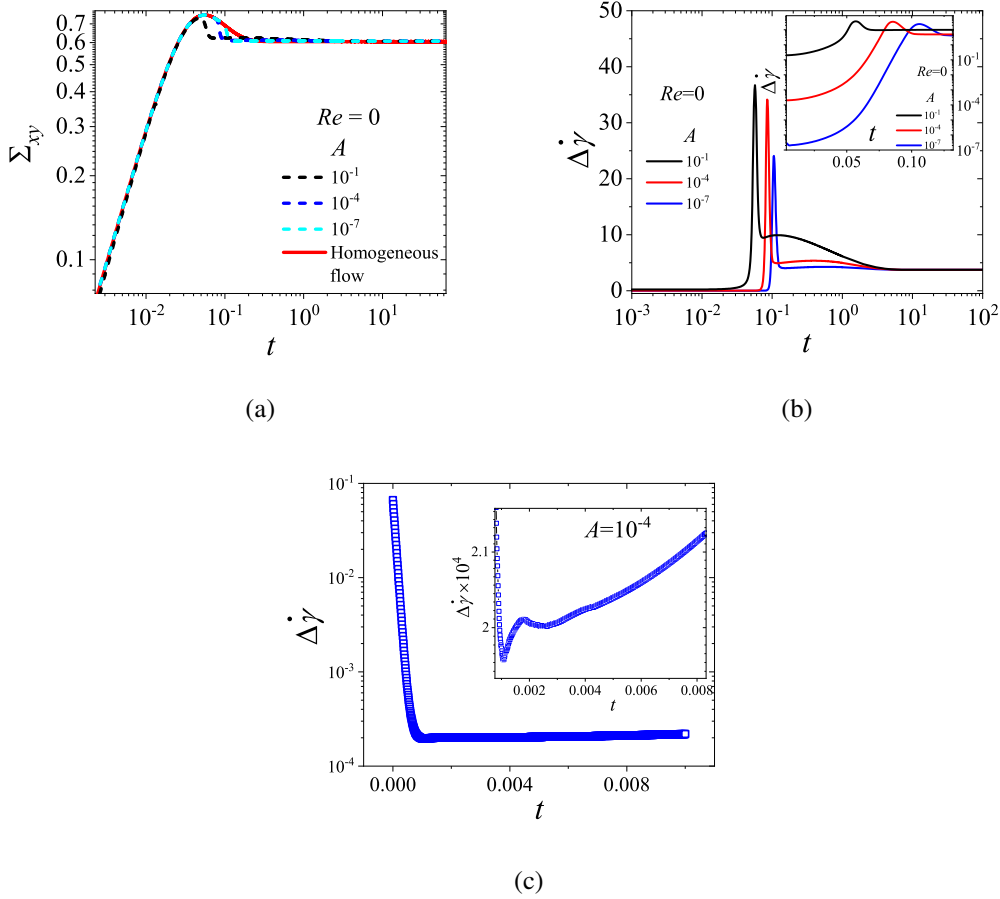 0.7
0.6
0.5
0.4
0.3
0.2
0.1
Σxy
Re = 0
A
10-1
10-4
10-7
Homogeneous
flow
10-2 10-1 100 101
t
(a)
50
40
30
20
10
0
Δγ̇
Re=0
A
10-1
10-4
10-7
10-3 10-2 10-1 100 101 102
t
Δγ̇
10-1
10-4
10-7
Re=0
A
10-1
10-4
10-7
t
0.05 0.10
(b)
10-1
10-2
10-3
10-4
Δγ̇
0.000 0.004 0.008
t
A=10-4
Δγ̇×104
2.1
2
0.002 0.004 0.006 0.008
t
(c)